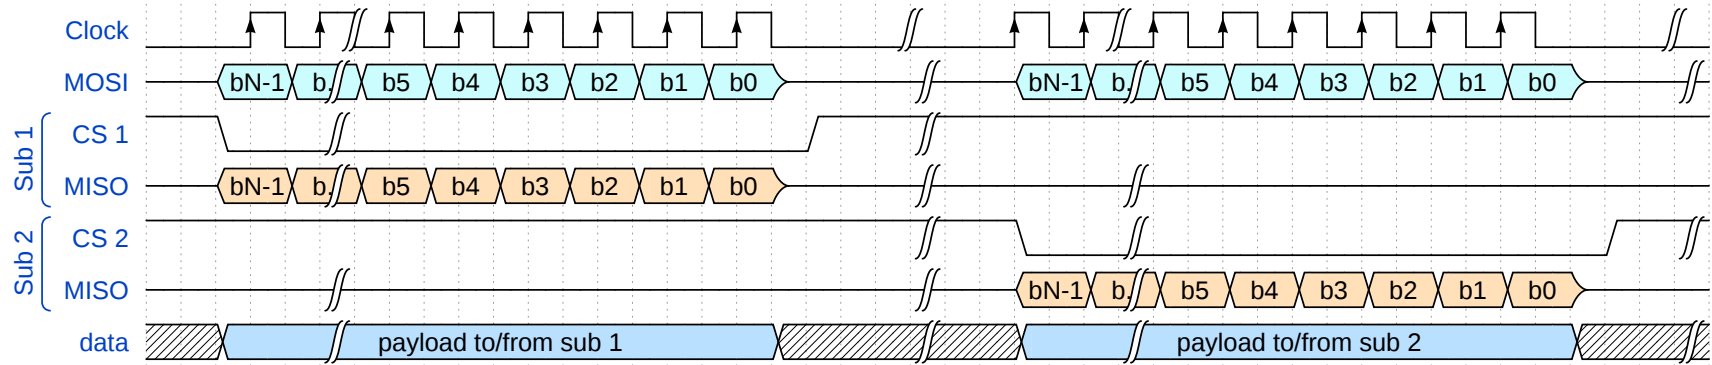 Clock
MOSI bN-1 b. b5 b4 b3 b2 b1 b0 bN-1 b. b5 b4 b3 b2 b1 b0
Sub 1
CS 1
MISO bN-1 b. b5 b4 b3 b2 b1 b0
Sub 2
CS 2
MISO bN-1 b. b5 b4 b3 b2 b1 b0
data payload to/from sub 1 payload to/from sub 2